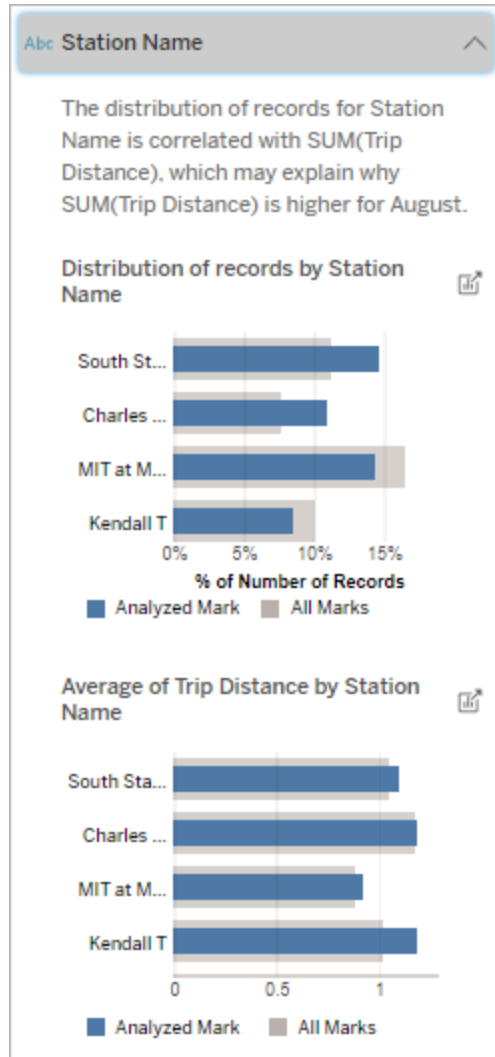 Abc Station Name
The distribution of records for Station
Name is correlated with SUM(Trip
Distance), which may explain why
SUM(Trip Distance) is higher for August.
Distribution of records by Station
Name
South St...
Charles ...
MIT at M...
Kendall T
0% 5% 10% 15%
% of Number of Records
Analyzed Mark All Marks
Average of Trip Distance by Station
Name
South Sta...
Charles ...
MIT at M...
Kendall T
0 0.5 1
Analyzed Mark All Marks